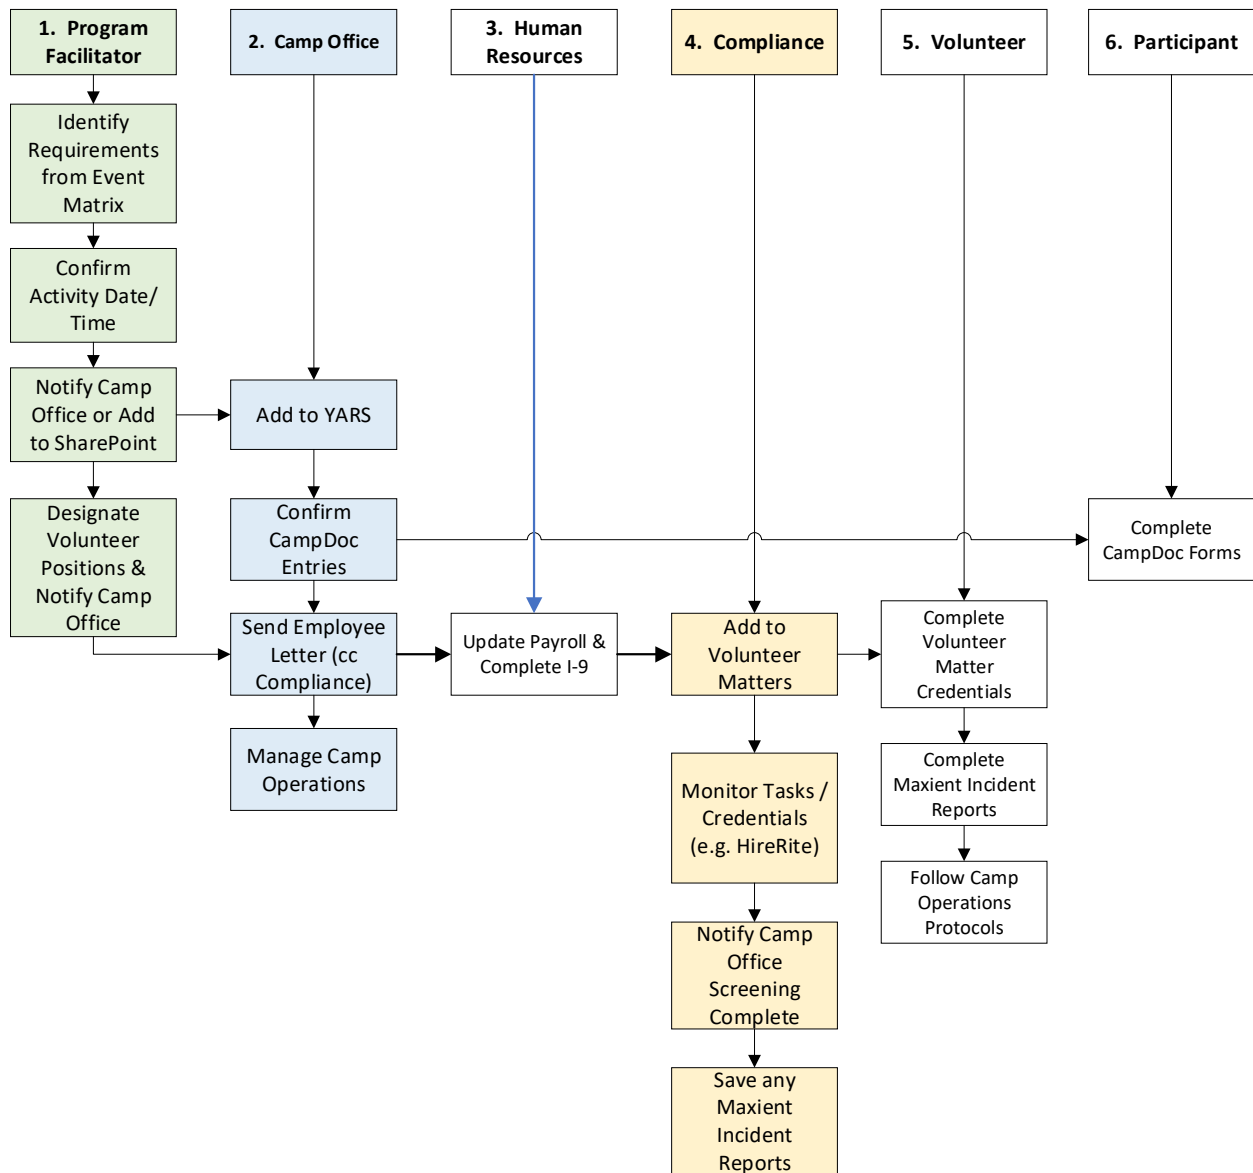 1. Program
Facilitator
2. Camp Office
3. Human
Resources
4. Compliance
5. Volunteer
6. Participant
Identify
Requirements
from Event
Matrix
Confirm
Activity Date/
Time
Notify Camp
Office or Add
to SharePoint
Add to YARS
Designate
Volunteer
Positions &
Notify Camp
Office
Confirm
CampDoc
Entries
Complete
CampDoc Forms
Send Employee
Letter (cc
Compliance)
Update Payroll &
Complete I-9
Add to
Volunteer
Matters
Complete
Volunteer
Matter
Credentials
Manage Camp
Operations
Monitor Tasks /
Credentials
(e.g. HireRite)
Complete
Maxient Incident
Reports
Follow Camp
Operations
Protocols
Notify Camp
Office
Screening
Complete
Save any
Maxient
Incident
Reports